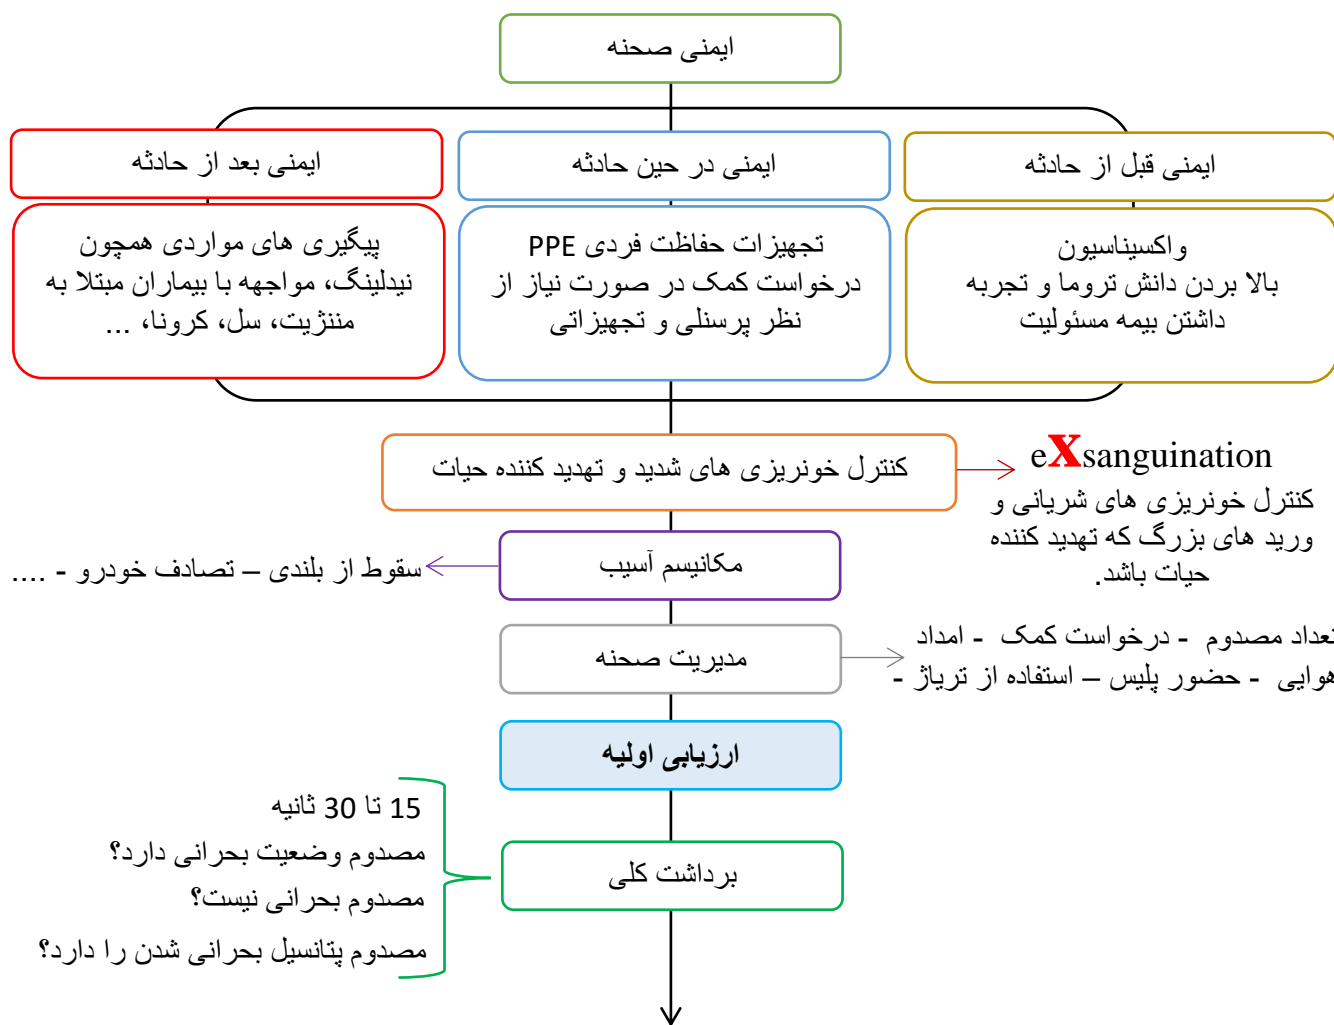 ایمنی صحنه
ایمنی قبل از حادثه
واکسیناسیون
بالا بردن دانش تروما و تجربه
داشتن بیمه مسئولیت
ایمنی در حین حادثه
تجهیزات حفاظت فردی PPE
درخواست کمک در صورت نیاز از
نظر پرسنلی و تجهیزاتی
ایمنی بعد از حادثه
پیگیری های مواردی همچون
نیدلینگ، مواجهه با بیماران مبتلا به
مننژیت، سل، کرونا، ...
کنترل خونریزی های شدید و تهدید کننده حیات
eXsanguination
کنترل خونریزی های شریانی و
ورید های بزرگ که تهدید کننده
حیات باشد.
مکانیسم آسیب
سقوط از بلندی – تصادف خودرو - ....
مدیریت صحنه
تعداد مصدوم - درخواست کمک - امداد
هوایی - حضور پلیس – استفاده از تریاژ -
ارزیابی اولیه
برداشت کلی
15 تا 30 ثانیه
مصدوم وضعیت بحرانی دارد؟
مصدوم بحرانی نیست؟
مصدوم پتانسیل بحرانی شدن را دارد؟